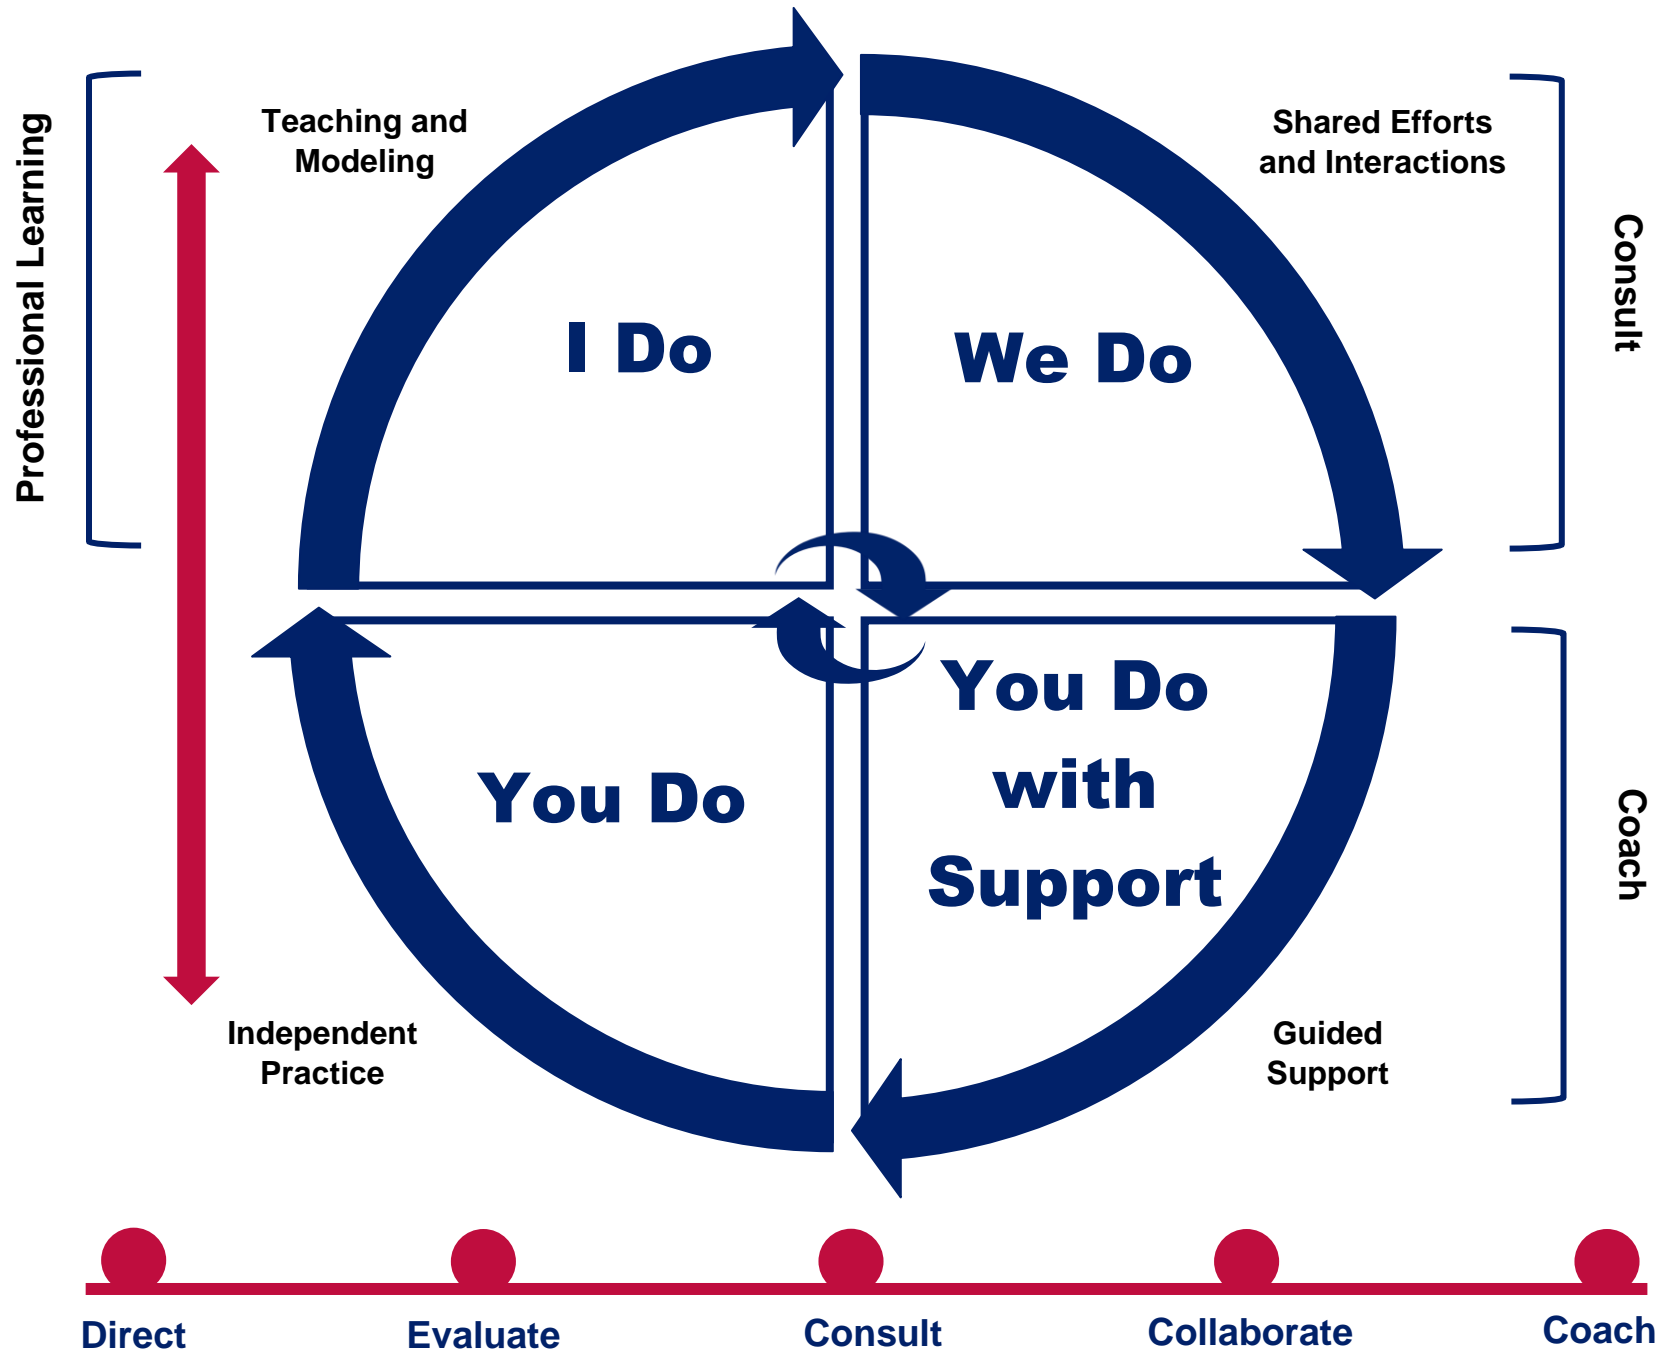 Professional Learning
Teaching and
Modeling
Shared Efforts
and Interactions
Consult
I Do
We Do
You Do
You Do
with
Support
Coach
Independent
Practice
Guided
Support
Direct
Evaluate
Consult
Collaborate
Coach